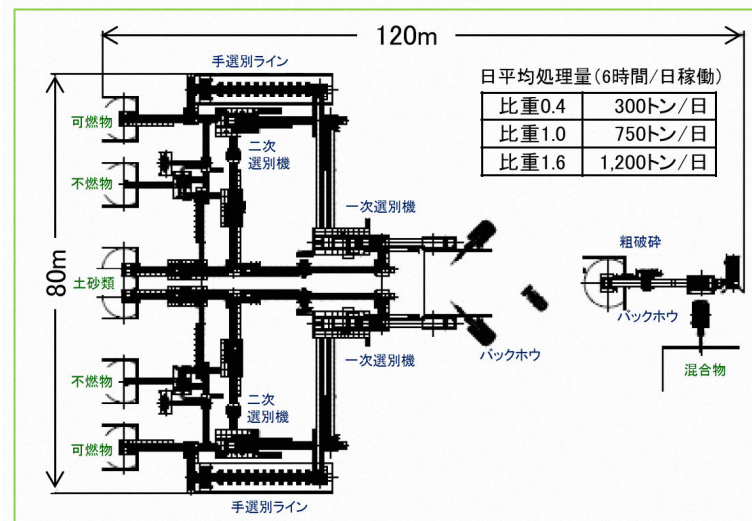 120m
手選別ライン
日平均処理量(6時間/日稼働)
比重0.4 300トン/日
比重1.0 750トン/日
比重1.6 1,200トン/日
可燃物
二次
選別機
不燃物
一次選別機
粗破砕
80m
土砂類
バックホウ
一次選別機
バックホウ
混合物
不燃物
二次
選別機
可燃物
手選別ライン